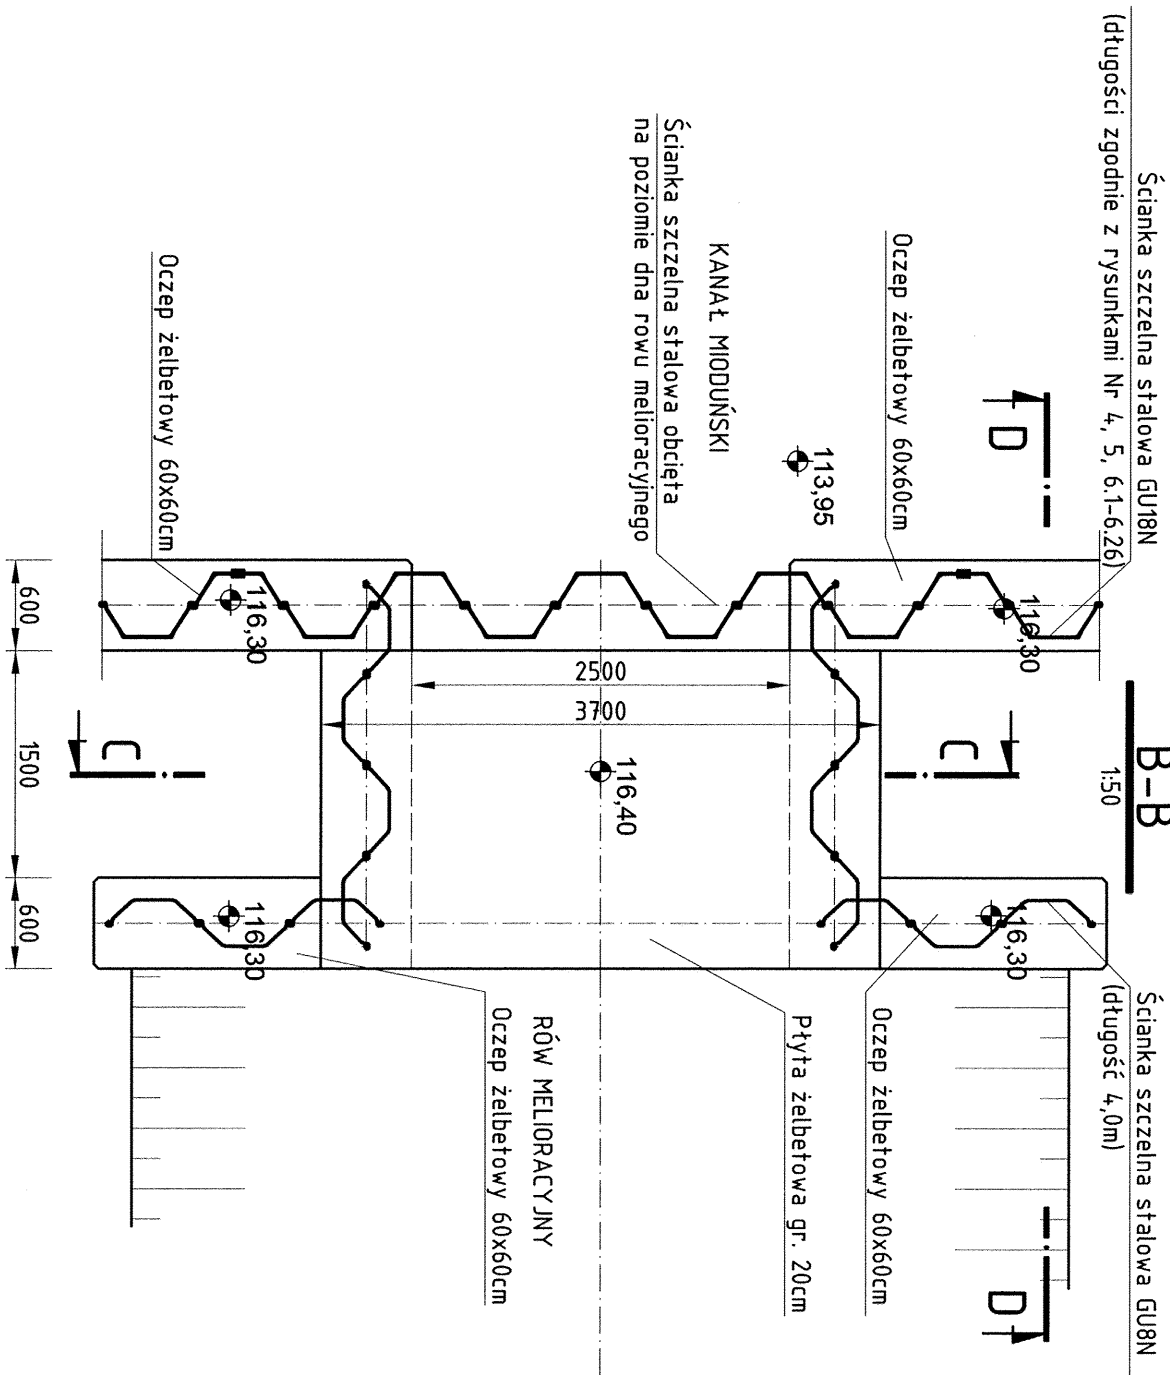 B-B
1:50
Ścianka szczelna stalowa GU18N
(długości zgodnie z rysunkami Nr 4, 5, 6.1-6.26)
Ścianka szczelna stalowa GU8N
(długość 4,0m)
D
D
Oczep żelbetowy 60x60cm
116,30
116,30
C
Oczep żelbetowy 60x60cm
113,95
Płyta żelbetowa gr. 20cm
KANAŁ MIODUŃSKI
Ścianka szczelna stalowa obcięta
na poziomie dna rowu melioracyjnego
2500
3700
116,40
RÓW MELIORACYJNY
Oczep żelbetowy 60x60cm
Oczep żelbetowy 60x60cm
116,30
116,30
C
600
1500
600